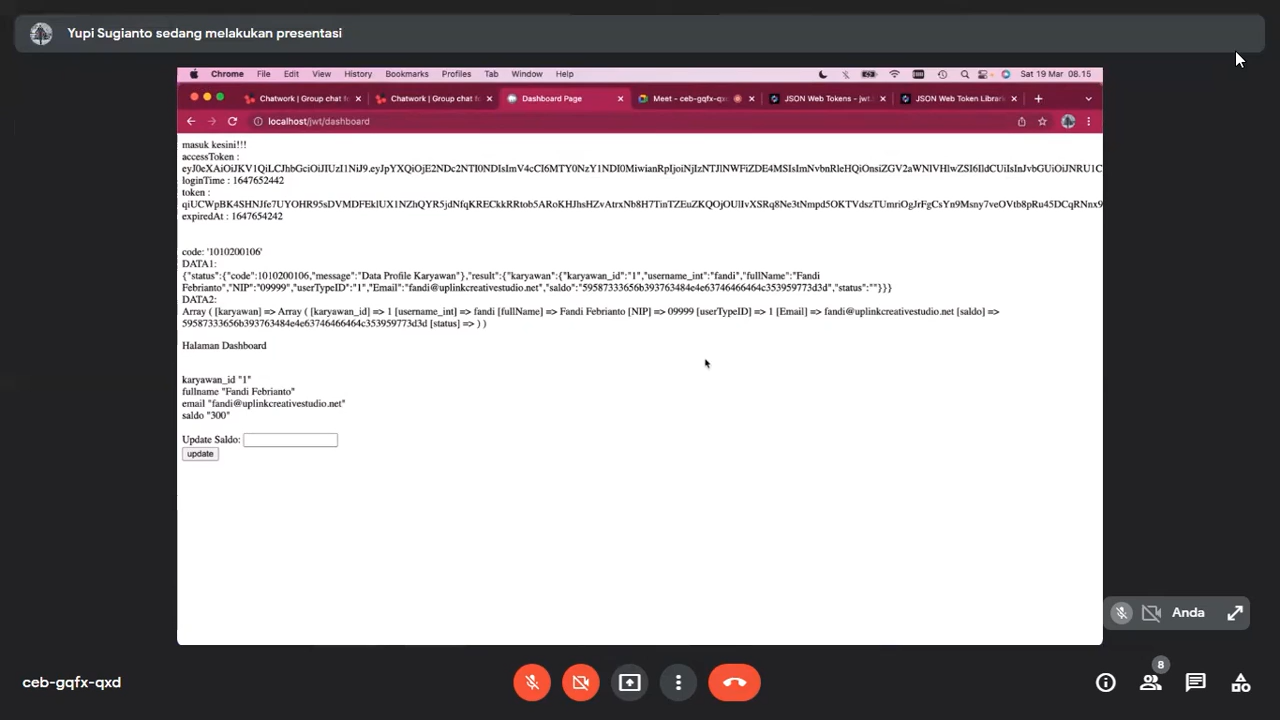 Yupi Sugianto sedang melakukan presentasi
Chrome File Edit View History Bookmarks Profiles Tab Window Help Sat 19 Mar 08.15
Chatwork | Group chat fo Chatwork | Group chat fo Dashboard Page Meet - ceb-gqfx-qx JSON Web Tokens - jwt. JSON Web Token Librari
localhost/jwt/dashboard
masuk kesini!!!
accessToken :
loginTime : 1647652442
token :
expiredAt : 1647654242
code: '1010200106'
DATA1:
{"status":{"code":1010200106,"message":"Data Profile Karyawan"},"result":{"karyawan":{"karyawan_id":"1","username_int":"fandi","fullName":"Fandi
Febrianto","NIP":"09999","userTypeID":"1","Email":"fandi@uplinkcreativestudio.net","saldo":"59587333656b393763484e4e63746466464c353959773d3d","status":""}}}
DATA2:
Array ( [karyawan] => Array ( [karyawan_id] => 1 [username_int] => fandi [fullName] => Fandi Febrianto [NIP] => 09999 [userTypeID] => 1 [Email] => fandi@uplinkcreativestudio.net [saldo] =>
59587333656b393763484e4e63746466464c353959773d3d [status] => ) )
Halaman Dashboard
karyawan_id "1"
fullname "Fandi Febrianto"
email "fandi@uplinkcreativestudio.net"
saldo "300"
Update Saldo:
update
Anda
ceb-gqfx-qxd
8